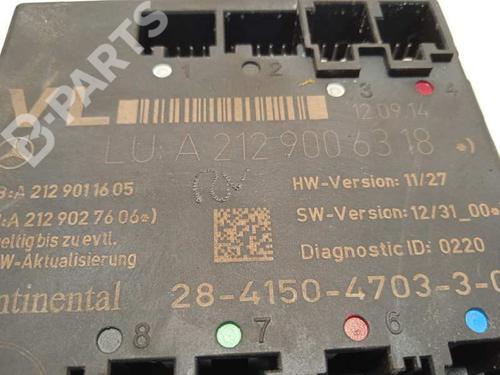 B-PARTS
1
2
3
4
VL
12.09.14
LU: A 212 900 63 18 *)
B:A 212 901 16 05
HW-Version: 11/27
:A 212 902 76 06*)
SW-Version: 12/31_00*
eltig bis zu evtl.
W-Aktualisierung
Diagnostic ID: 0220
ntinental
28-4150-4703-3-0
8
7
6